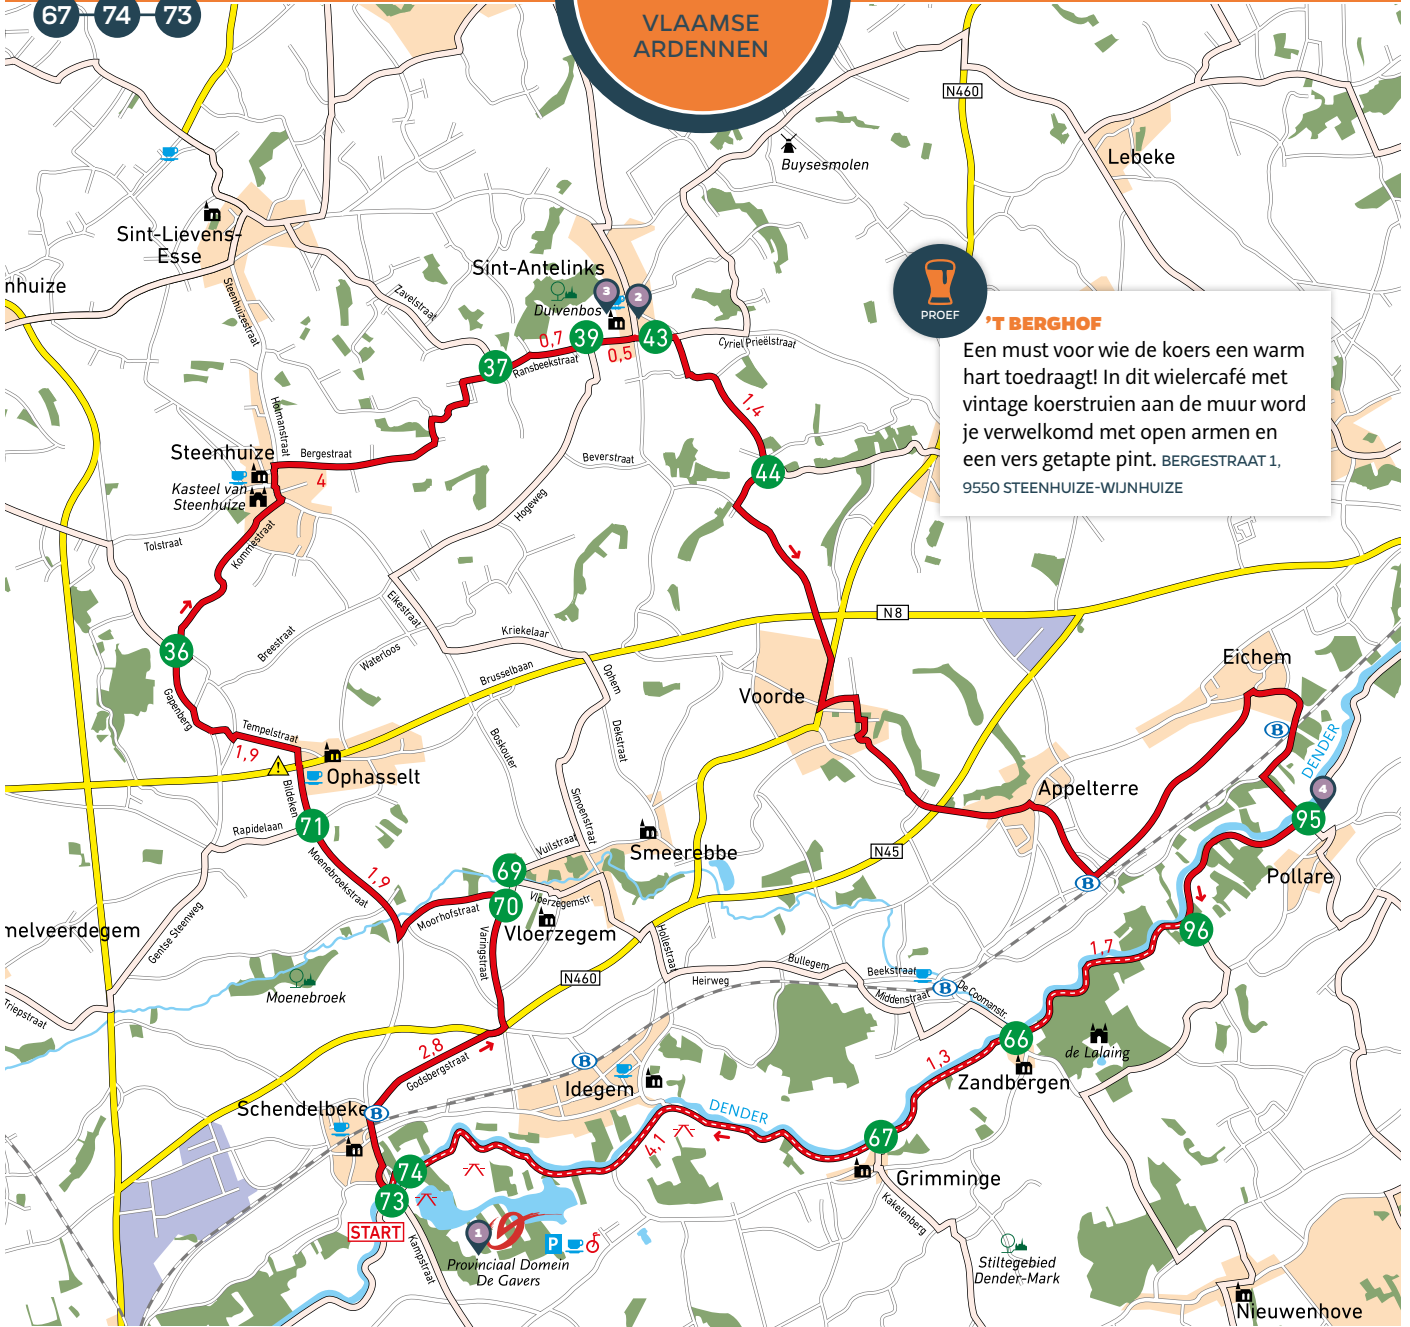 67 74 73
VLAAMSE
ARDENNEN
N460
Lebeke
Buysesmolen
Sint-Lievens-
Esse
nhuize
Steenhuizestraat
Zavelstraat
Sint-Antelinks
Duivenbos
3
2
39
43
37
0,7
0,5
Ransbeekstraat
Cyriel Prieëlstraat
PROEF
'T BERGHOF
Een must voor wie de koers een warm
hart toedraagt! In dit wielercafé met
vintage koerstruien aan de muur word
je verwelkomd met open armen en
een vers getapte pint. BERGESTRAAT 1,
9550 STEENHUIZE-WIJNHUIZE
1,4
44
Holmanstraat
Steenhuize
Bergestraat
4
Kasteel van
Steenhuize
Beverstraat
Hogeweg
Tolstraat
Kommestraat
Eikestraat
N8
36
Breestraat
Waterloos
Kriekelaar
Brusselbaan
Ophem
Gapenberg
Tempelstraat
1,9
Boskouter
Dekstraat
Voorde
Eichem
B
DENDER
4
95
Ophasselt
Bildeken
71
Rapidelaan
Simoensstraat
Appelterre
Vuilstraat
Smeerebbe
N45
Moenebroekstraat
1,9
69
70
Vloerzegemstr.
Moorhofstraat
Vloerzegem
B
Pollare
melveerdegem
Gentse Steenweg
Varingstraat
Hollestraat
96
1,7
Moenebroek
N460
Heirweg
Bullegem
Beekstraat
Middenstraat
B
De Coomanstr.
Triepstraat
66
de Lalaing
2,8
Godsbergstraat
B
Idegem
1,3
Zandbergen
Schendelbeke
B
DENDER
4,1
67
Grimminge
74
73
START
Kakelenberg
1
P
Kampstraat
Provinciaal Domein
De Gavers
Stiltegebied
Dender-Mark
Nieuwenhove